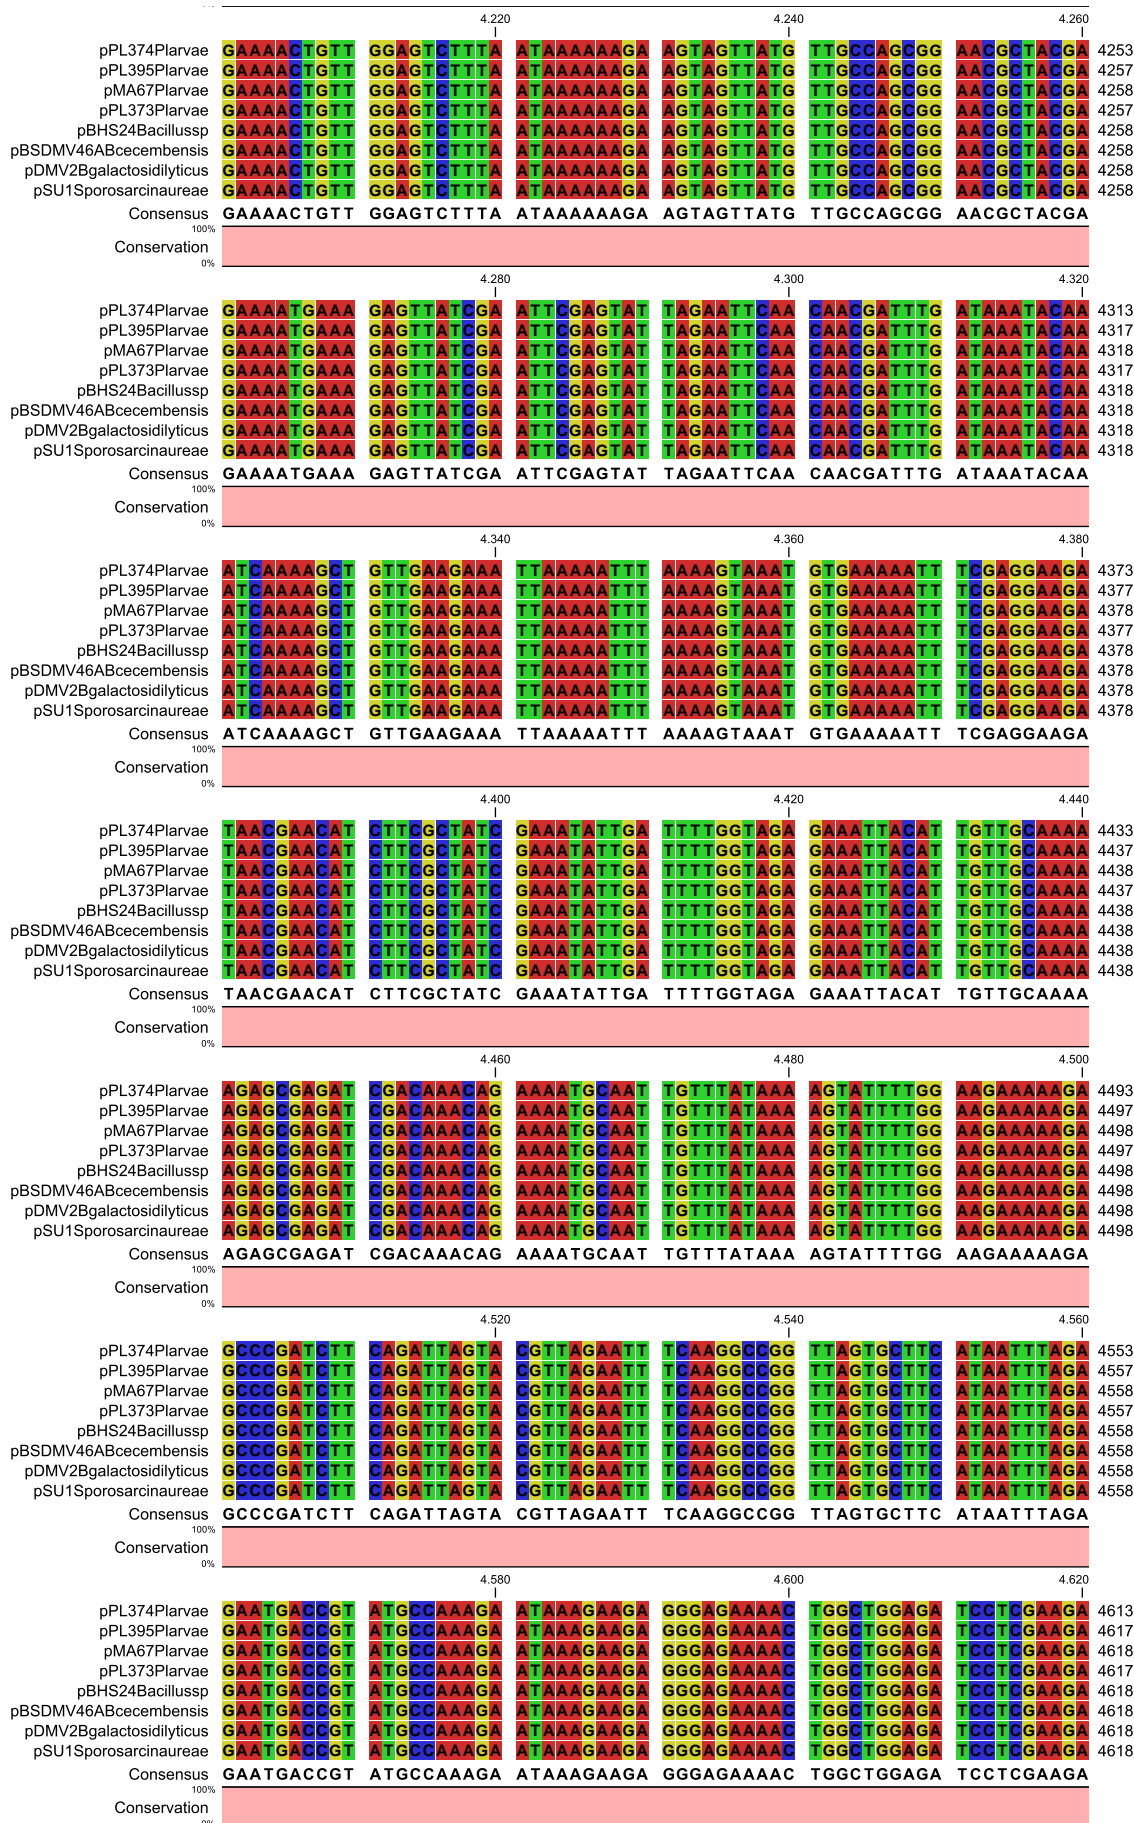 4.220 4.240 4.260
pPL374Plarvae GAAAACTGTT GGAGTCTTTA ATAAAAAAGA AGTAGTTATG TTGCCAGCGG AACGCTACGA 4253
pPL395Plarvae GAAAACTGTT GGAGTCTTTA ATAAAAAAGA AGTAGTTATG TTGCCAGCGG AACGCTACGA 4257
pMA67Plarvae GAAAACTGTT GGAGTCTTTA ATAAAAAAGA AGTAGTTATG TTGCCAGCGG AACGCTACGA 4258
pPL373Plarvae GAAAACTGTT GGAGTCTTTA ATAAAAAAGA AGTAGTTATG TTGCCAGCGG AACGCTACGA 4257
pBHS24Bacillussp GAAAACTGTT GGAGTCTTTA ATAAAAAAGA AGTAGTTATG TTGCCAGCGG AACGCTACGA 4258
pBSDMV46ABcecembensis GAAAACTGTT GGAGTCTTTA ATAAAAAAGA AGTAGTTATG TTGCCAGCGG AACGCTACGA 4258
pDMV2Bgalactosidilyticus GAAAACTGTT GGAGTCTTTA ATAAAAAAGA AGTAGTTATG TTGCCAGCGG AACGCTACGA 4258
pSU1Sporosarcinaureae GAAAACTGTT GGAGTCTTTA ATAAAAAAGA AGTAGTTATG TTGCCAGCGG AACGCTACGA 4258
Consensus GAAAACTGTT GGAGTCTTTA ATAAAAAAGA AGTAGTTATG TTGCCAGCGG AACGCTACGA
100%
Conservation
0%
4.280 4.300 4.320
pPL374Plarvae GAAAATGAAA GAGTTATCGA ATTCGAGTAT TAGAATTCAA CAACGATTTG ATAAATACAA 4313
pPL395Plarvae GAAAATGAAA GAGTTATCGA ATTCGAGTAT TAGAATTCAA CAACGATTTG ATAAATACAA 4317
pMA67Plarvae GAAAATGAAA GAGTTATCGA ATTCGAGTAT TAGAATTCAA CAACGATTTG ATAAATACAA 4318
pPL373Plarvae GAAAATGAAA GAGTTATCGA ATTCGAGTAT TAGAATTCAA CAACGATTTG ATAAATACAA 4317
pBHS24Bacillussp GAAAATGAAA GAGTTATCGA ATTCGAGTAT TAGAATTCAA CAACGATTTG ATAAATACAA 4318
pBSDMV46ABcecembensis GAAAATGAAA GAGTTATCGA ATTCGAGTAT TAGAATTCAA CAACGATTTG ATAAATACAA 4318
pDMV2Bgalactosidilyticus GAAAATGAAA GAGTTATCGA ATTCGAGTAT TAGAATTCAA CAACGATTTG ATAAATACAA 4318
pSU1Sporosarcinaureae GAAAATGAAA GAGTTATCGA ATTCGAGTAT TAGAATTCAA CAACGATTTG ATAAATACAA 4318
Consensus GAAAATGAAA GAGTTATCGA ATTCGAGTAT TAGAATTCAA CAACGATTTG ATAAATACAA
100%
Conservation
0%
4.340 4.360 4.380
pPL374Plarvae ATCAAAAGCT GTTGAAGAAA TTAAAAATTT AAAAGTAAAT GTGAAAAATT TCGAGGAAGA 4373
pPL395Plarvae ATCAAAAGCT GTTGAAGAAA TTAAAAATTT AAAAGTAAAT GTGAAAAATT TCGAGGAAGA 4377
pMA67Plarvae ATCAAAAGCT GTTGAAGAAA TTAAAAATTT AAAAGTAAAT GTGAAAAATT TCGAGGAAGA 4378
pPL373Plarvae ATCAAAAGCT GTTGAAGAAA TTAAAAATTT AAAAGTAAAT GTGAAAAATT TCGAGGAAGA 4377
pBHS24Bacillussp ATCAAAAGCT GTTGAAGAAA TTAAAAATTT AAAAGTAAAT GTGAAAAATT TCGAGGAAGA 4378
pBSDMV46ABcecembensis ATCAAAAGCT GTTGAAGAAA TTAAAAATTT AAAAGTAAAT GTGAAAAATT TCGAGGAAGA 4378
pDMV2Bgalactosidilyticus ATCAAAAGCT GTTGAAGAAA TTAAAAATTT AAAAGTAAAT GTGAAAAATT TCGAGGAAGA 4378
pSU1Sporosarcinaureae ATCAAAAGCT GTTGAAGAAA TTAAAAATTT AAAAGTAAAT GTGAAAAATT TCGAGGAAGA 4378
Consensus ATCAAAAGCT GTTGAAGAAA TTAAAAATTT AAAAGTAAAT GTGAAAAATT TCGAGGAAGA
100%
Conservation
0%
4.400 4.420 4.440
pPL374Plarvae TAACGAACAT CTTCGCTATC GAAATATTGA TTTTGGTAGA GAAATTACAT TGTTGCAAAA 4433
pPL395Plarvae TAACGAACAT CTTCGCTATC GAAATATTGA TTTTGGTAGA GAAATTACAT TGTTGCAAAA 4437
pMA67Plarvae TAACGAACAT CTTCGCTATC GAAATATTGA TTTTGGTAGA GAAATTACAT TGTTGCAAAA 4438
pPL373Plarvae TAACGAACAT CTTCGCTATC GAAATATTGA TTTTGGTAGA GAAATTACAT TGTTGCAAAA 4437
pBHS24Bacillussp TAACGAACAT CTTCGCTATC GAAATATTGA TTTTGGTAGA GAAATTACAT TGTTGCAAAA 4438
pBSDMV46ABcecembensis TAACGAACAT CTTCGCTATC GAAATATTGA TTTTGGTAGA GAAATTACAT TGTTGCAAAA 4438
pDMV2Bgalactosidilyticus TAACGAACAT CTTCGCTATC GAAATATTGA TTTTGGTAGA GAAATTACAT TGTTGCAAAA 4438
pSU1Sporosarcinaureae TAACGAACAT CTTCGCTATC GAAATATTGA TTTTGGTAGA GAAATTACAT TGTTGCAAAA 4438
Consensus TAACGAACAT CTTCGCTATC GAAATATTGA TTTTGGTAGA GAAATTACAT TGTTGCAAAA
100%
Conservation
0%
4.460 4.480 4.500
pPL374Plarvae AGAGCGAGAT CGACAAACAG AAAATGCAAT TGTTTATAAA AGTATTTTGG AAGAAAAAGA 4493
pPL395Plarvae AGAGCGAGAT CGACAAACAG AAAATGCAAT TGTTTATAAA AGTATTTTGG AAGAAAAAGA 4497
pMA67Plarvae AGAGCGAGAT CGACAAACAG AAAATGCAAT TGTTTATAAA AGTATTTTGG AAGAAAAAGA 4498
pPL373Plarvae AGAGCGAGAT CGACAAACAG AAAATGCAAT TGTTTATAAA AGTATTTTGG AAGAAAAAGA 4497
pBHS24Bacillussp AGAGCGAGAT CGACAAACAG AAAATGCAAT TGTTTATAAA AGTATTTTGG AAGAAAAAGA 4498
pBSDMV46ABcecembensis AGAGCGAGAT CGACAAACAG AAAATGCAAT TGTTTATAAA AGTATTTTGG AAGAAAAAGA 4498
pDMV2Bgalactosidilyticus AGAGCGAGAT CGACAAACAG AAAATGCAAT TGTTTATAAA AGTATTTTGG AAGAAAAAGA 4498
pSU1Sporosarcinaureae AGAGCGAGAT CGACAAACAG AAAATGCAAT TGTTTATAAA AGTATTTTGG AAGAAAAAGA 4498
Consensus AGAGCGAGAT CGACAAACAG AAAATGCAAT TGTTTATAAA AGTATTTTGG AAGAAAAAGA
100%
Conservation
0%
4.520 4.540 4.560
pPL374Plarvae GCCCGATCTT CAGATTAGTA CGTTAGAATT TCAAGGCCGG TTAGTGCTTC ATAATTTAGA 4553
pPL395Plarvae GCCCGATCTT CAGATTAGTA CGTTAGAATT TCAAGGCCGG TTAGTGCTTC ATAATTTAGA 4557
pMA67Plarvae GCCCGATCTT CAGATTAGTA CGTTAGAATT TCAAGGCCGG TTAGTGCTTC ATAATTTAGA 4558
pPL373Plarvae GCCCGATCTT CAGATTAGTA CGTTAGAATT TCAAGGCCGG TTAGTGCTTC ATAATTTAGA 4557
pBHS24Bacillussp GCCCGATCTT CAGATTAGTA CGTTAGAATT TCAAGGCCGG TTAGTGCTTC ATAATTTAGA 4558
pBSDMV46ABcecembensis GCCCGATCTT CAGATTAGTA CGTTAGAATT TCAAGGCCGG TTAGTGCTTC ATAATTTAGA 4558
pDMV2Bgalactosidilyticus GCCCGATCTT CAGATTAGTA CGTTAGAATT TCAAGGCCGG TTAGTGCTTC ATAATTTAGA 4558
pSU1Sporosarcinaureae GCCCGATCTT CAGATTAGTA CGTTAGAATT TCAAGGCCGG TTAGTGCTTC ATAATTTAGA 4558
Consensus GCCCGATCTT CAGATTAGTA CGTTAGAATT TCAAGGCCGG TTAGTGCTTC ATAATTTAGA
100%
Conservation
0%
4.580 4.600 4.620
pPL374Plarvae GAATGACCGT ATGCCAAAGA ATAAAGAAGA GGGAGAAAAC TGGCTGGAGA TCCTCGAAGA 4613
pPL395Plarvae GAATGACCGT ATGCCAAAGA ATAAAGAAGA GGGAGAAAAC TGGCTGGAGA TCCTCGAAGA 4617
pMA67Plarvae GAATGACCGT ATGCCAAAGA ATAAAGAAGA GGGAGAAAAC TGGCTGGAGA TCCTCGAAGA 4618
pPL373Plarvae GAATGACCGT ATGCCAAAGA ATAAAGAAGA GGGAGAAAAC TGGCTGGAGA TCCTCGAAGA 4617
pBHS24Bacillussp GAATGACCGT ATGCCAAAGA ATAAAGAAGA GGGAGAAAAC TGGCTGGAGA TCCTCGAAGA 4618
pBSDMV46ABcecembensis GAATGACCGT ATGCCAAAGA ATAAAGAAGA GGGAGAAAAC TGGCTGGAGA TCCTCGAAGA 4618
pDMV2Bgalactosidilyticus GAATGACCGT ATGCCAAAGA ATAAAGAAGA GGGAGAAAAC TGGCTGGAGA TCCTCGAAGA 4618
pSU1Sporosarcinaureae GAATGACCGT ATGCCAAAGA ATAAAGAAGA GGGAGAAAAC TGGCTGGAGA TCCTCGAAGA 4618
Consensus GAATGACCGT ATGCCAAAGA ATAAAGAAGA GGGAGAAAAC TGGCTGGAGA TCCTCGAAGA
100%
Conservation